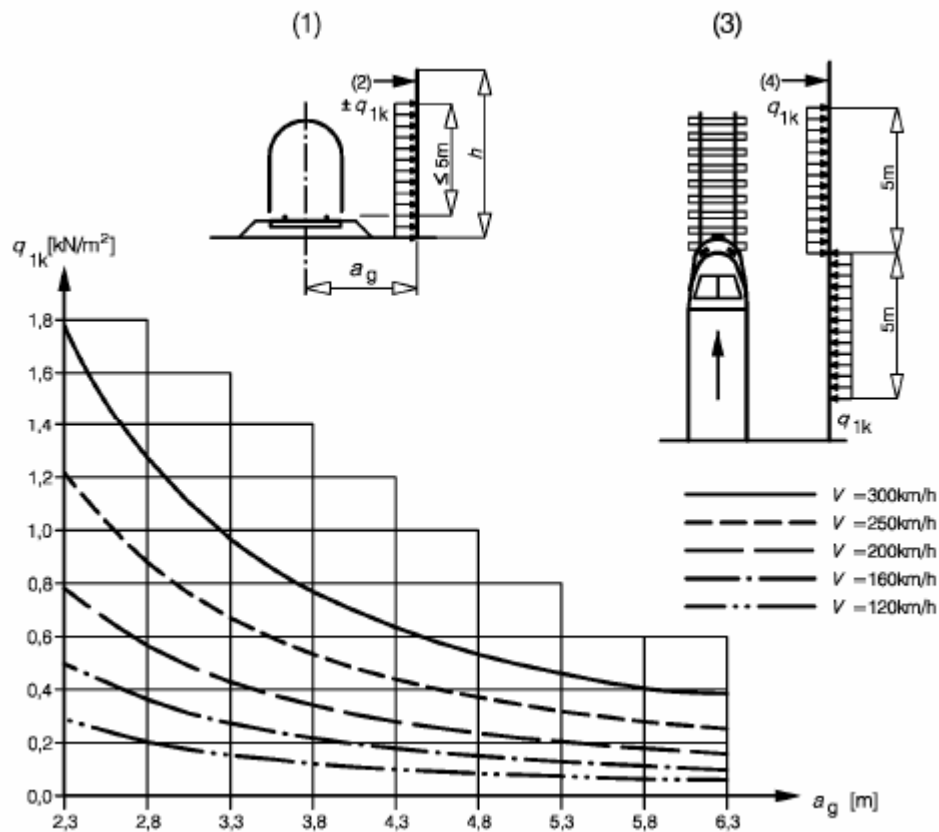 (1)
(3)
(2)
± q1k
≤ 5m
h
ag
(4)
q1k
5m
5m
q1k
q1k [kN/m²]
1,8
1,6
1,4
1,2
1,0
0,8
0,6
0,4
0,2
0,0
2,3 2,8 3,3 3,8 4,3 4,8 5,3 5,8 6,3
ag [m]
V =300km/h
V =250km/h
V =200km/h
V =160km/h
V =120km/h